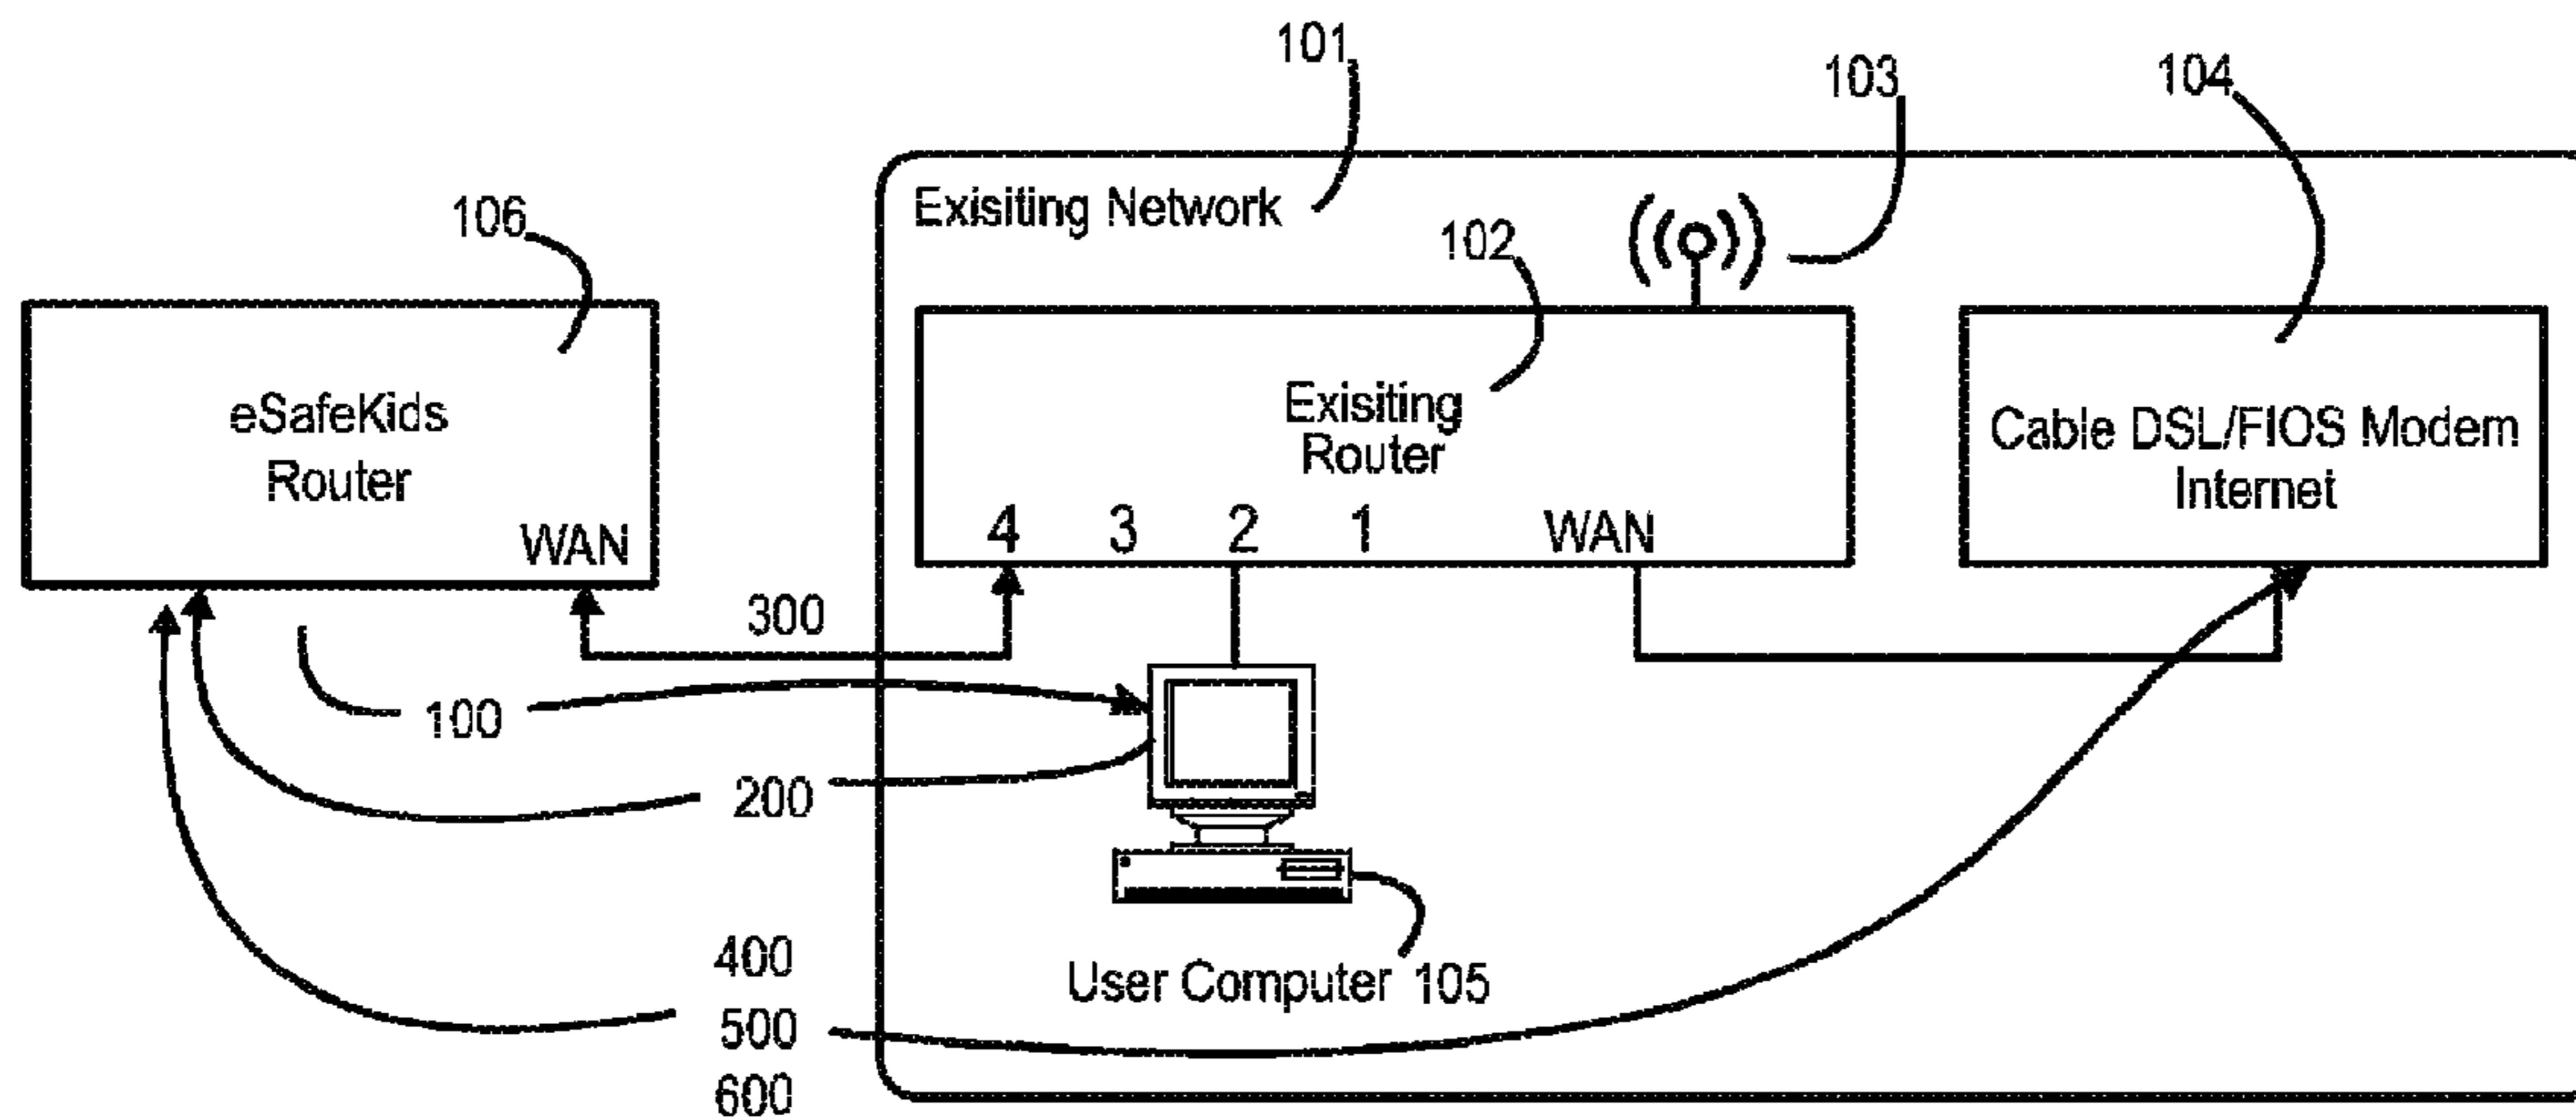 101
103
104
106
Exisiting Network
102
eSafeKids
Router
WAN
Exisiting
Router
4 3 2 1 WAN
Cable DSL/FIOS Modem
Internet
300
100
200
400
500
600
User Computer 105